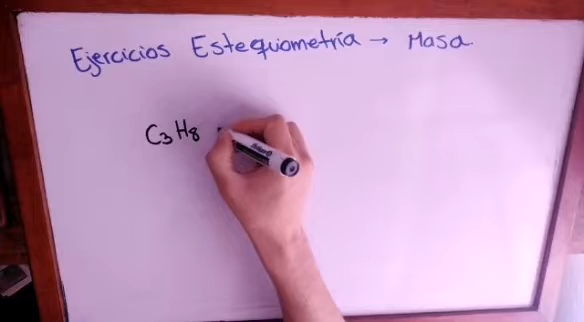 Ejercicios Estequiometría → Masa.
C₃H₈